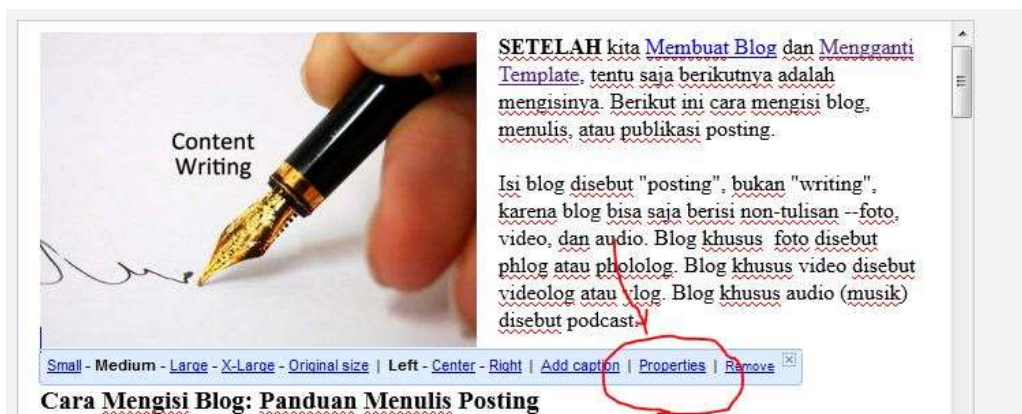 Content
Writing
SETELAH kita Membuat Blog dan Mengganti
Template, tentu saja berikutnya adalah
mengisinya. Berikut ini cara mengisi blog,
menulis, atau publikasi posting.
Isi blog disebut "posting", bukan "writing",
karena blog bisa saja berisi non-tulisan --foto,
video, dan audio. Blog khusus  foto disebut
phlog atau phololog. Blog khusus video disebut
videolog atau vlog. Blog khusus audio (musik)
disebut podcast.
Small - Medium - Large - X-Large - Original size | Left - Center - Right | Add caption | Properties | Remove
Cara Mengisi Blog: Panduan Menulis Posting